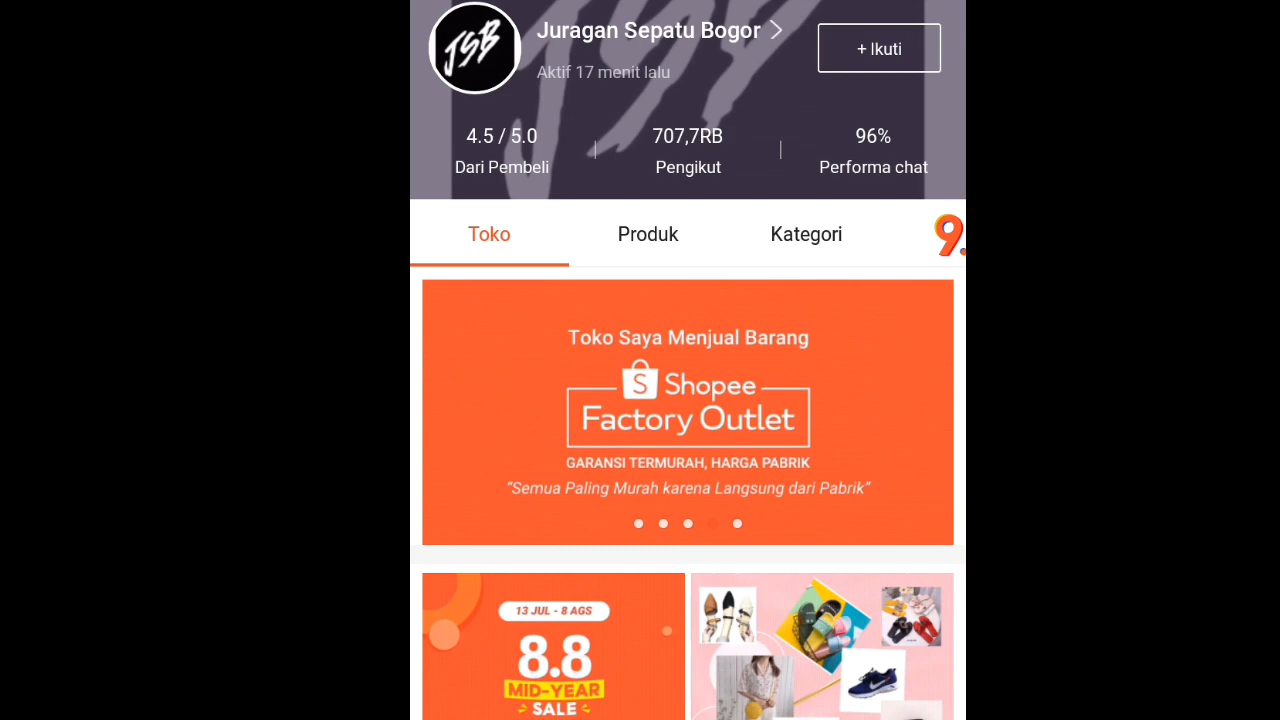 JSB
Juragan Sepatu Bogor
+ Ikuti
Aktif 17 menit lalu
4.5 / 5.0
707,7RB
96%
Dari Pembeli
Pengikut
Performa chat
Toko
Produk
Kategori
9.
Toko Saya Menjual Barang
S Shopee
Factory Outlet
GARANSI TERMURAH, HARGA PABRIK
"Semua Paling Murah karena Langsung dari Pabrik"
13 JUL - 8 AGS
8.8
MID-YEAR
SALE